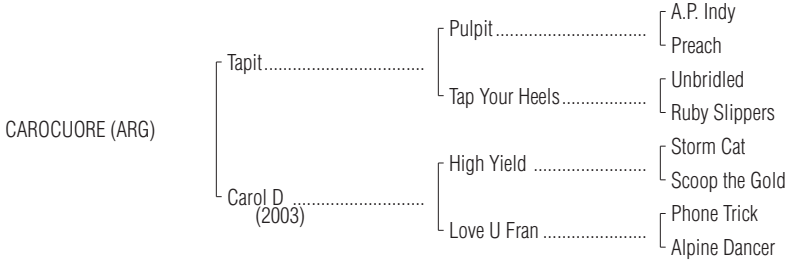 A.P. Indy
Pulpit..................................
Preach
Tapit....................................
Unbridled
Tap Your Heels...................
Ruby Slippers
CAROCUORE (ARG)
Storm Cat
High Yield .........................
Scoop the Gold
Carol D .............................
(2003)
Phone Trick
Love U Fran .......................
Alpine Dancer